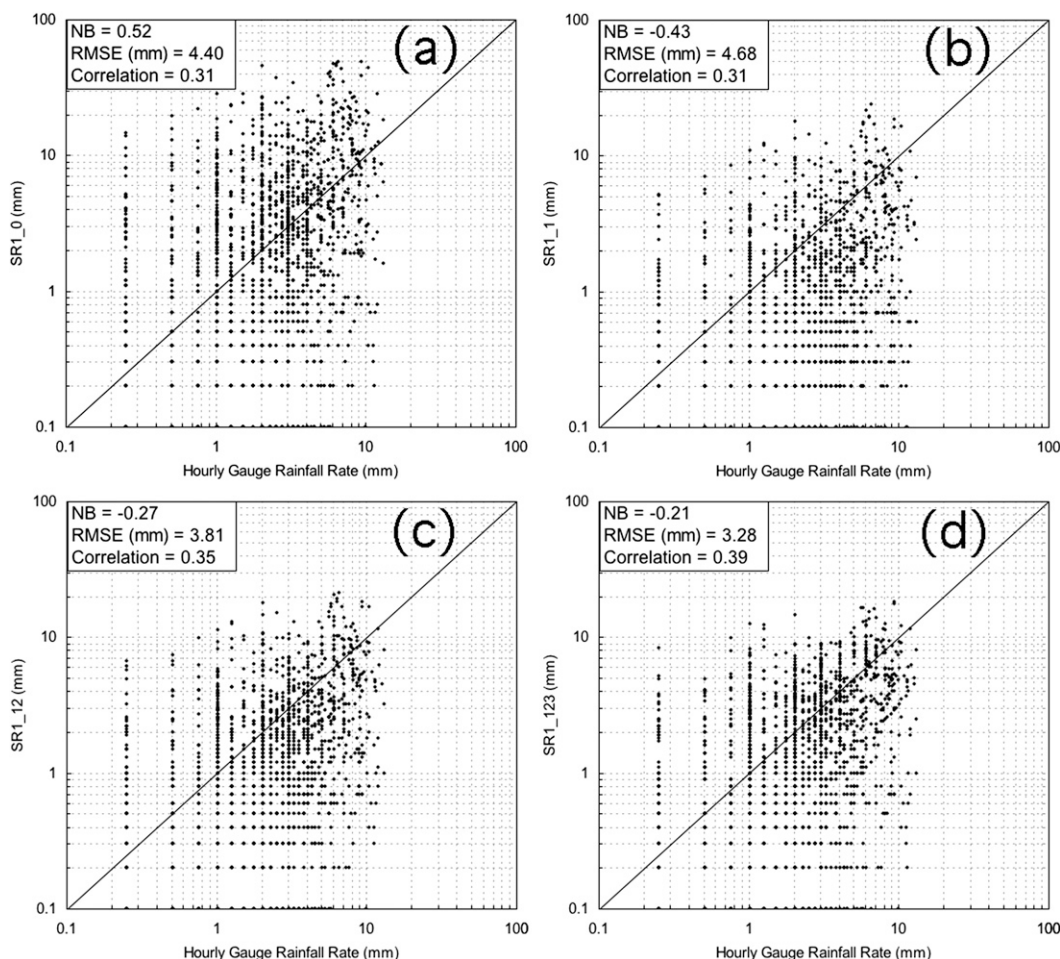 NB = 0.52
RMSE (mm) = 4.40
Correlation = 0.31
(a)
100
10
1
0.1
SR1_0 (mm)
0.1 1 10 100
Hourly Gauge Rainfall Rate (mm)
NB = -0.43
RMSE (mm) = 4.68
Correlation = 0.31
(b)
100
10
1
0.1
SR1_1 (mm)
0.1 1 10 100
Hourly Gauge Rainfall Rate (mm)
NB = -0.27
RMSE (mm) = 3.81
Correlation = 0.35
(c)
100
10
1
0.1
SR1_12 (mm)
0.1 1 10 100
Hourly Gauge Rainfall Rate (mm)
NB = -0.21
RMSE (mm) = 3.28
Correlation = 0.39
(d)
100
10
1
0.1
SR1_123 (mm)
0.1 1 10 100
Hourly Gauge Rainfall Rate (mm)